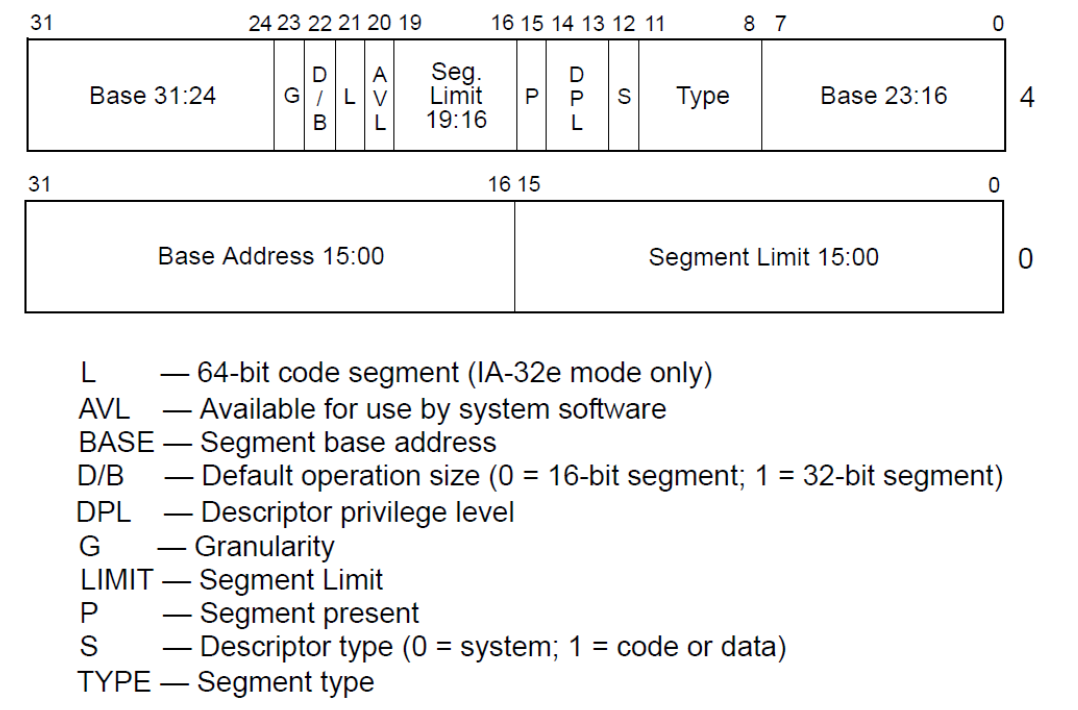 31 24 23 22 21 20 19 16 15 14 13 12 11 8 7 0
Base 31:24 G D/B L AVL Seg. Limit 19:16 P DPL S Type Base 23:16 4
31 16 15 0
Base Address 15:00 Segment Limit 15:00 0
L — 64-bit code segment (IA-32e mode only)
AVL — Available for use by system software
BASE — Segment base address
D/B — Default operation size (0 = 16-bit segment; 1 = 32-bit segment)
DPL — Descriptor privilege level
G — Granularity
LIMIT — Segment Limit
P — Segment present
S — Descriptor type (0 = system; 1 = code or data)
TYPE — Segment type